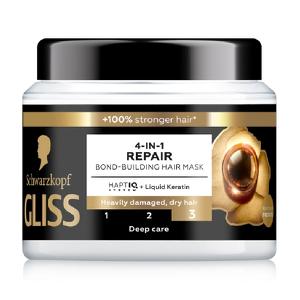 +100% stronger hair*
4-IN-1
REPAIR
BOND-BUILDING HAIR MASK
HAPTIQ + Liquid Keratin
SYSTEM
Heavily damaged, dry hair
1 2 3
Deep care
Schwarzkopf
GLISS